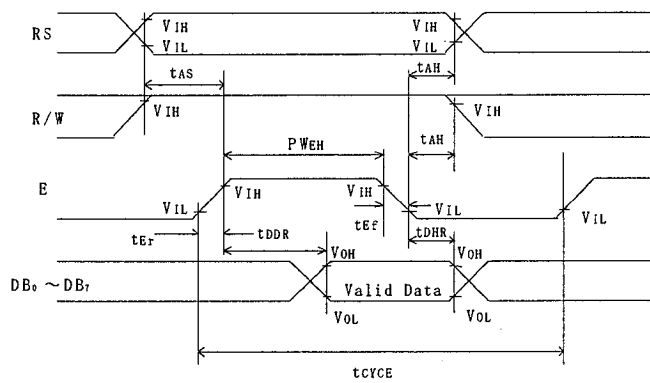 RS VIH VIH
VIL VIL
tAS tAH
R/W VIH VIH
PWEH tAH
E VIL VIH VIH VIL VIL
tEr tDDR tEf tDHR
VOH VOH
DB₀ ～DB₇ Valid Data
VOL VOL
tCYCE